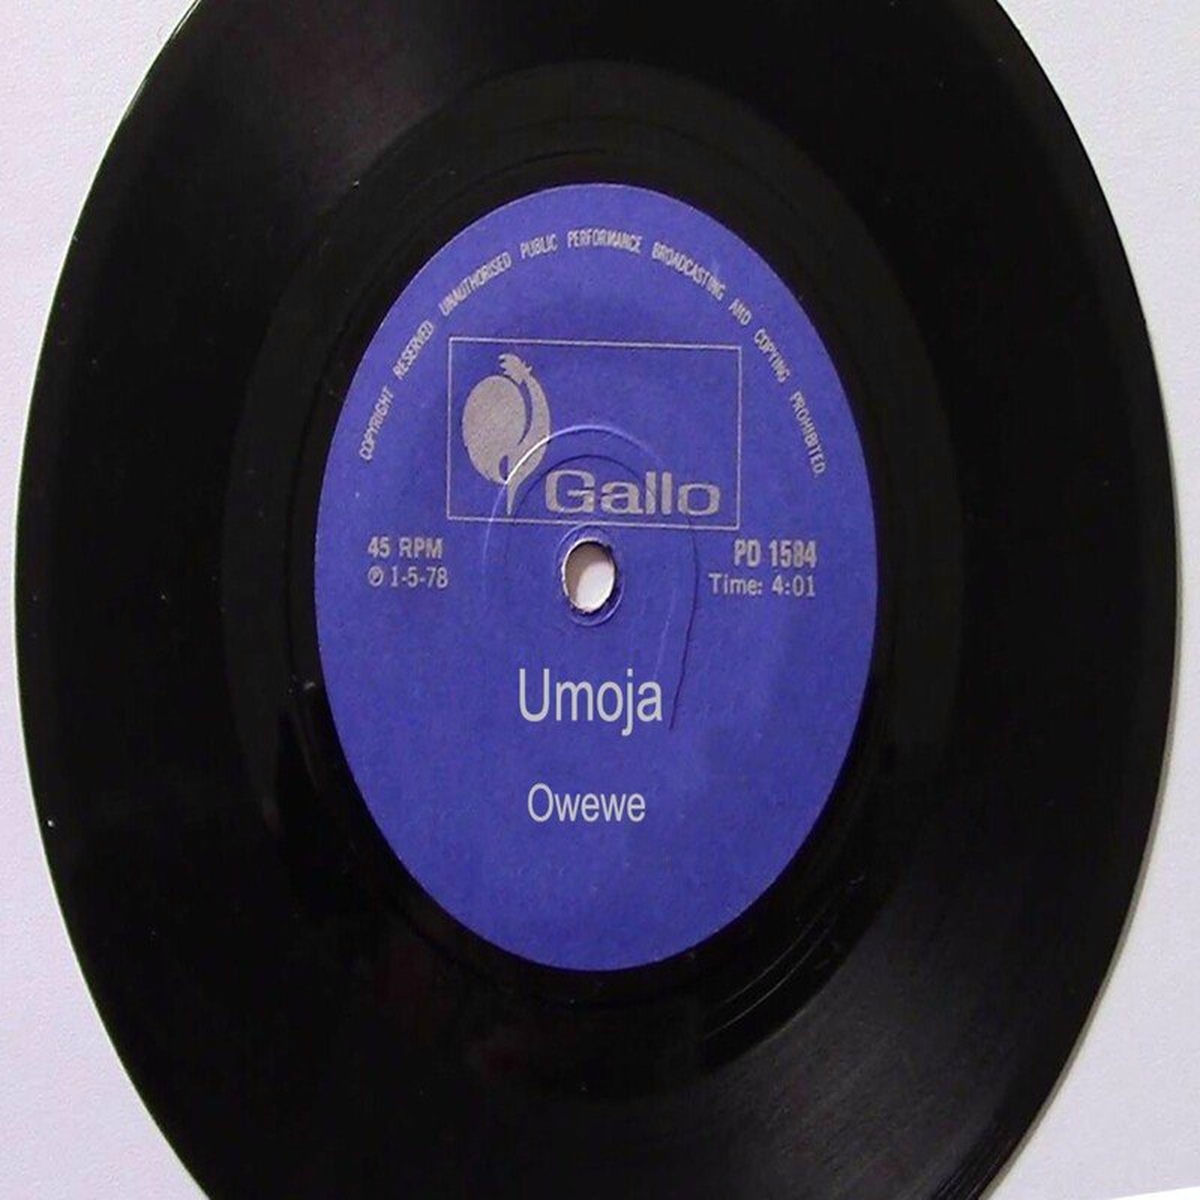 COPYRIGHT RESERVED UNAUTHORISED PUBLIC PERFORMANCE BROADCASTING AND COPYING PROHIBITED.
Gallo
45 RPM
℗ 1-5-78
PD 1584
Time: 4:01
Umoja
Owewe